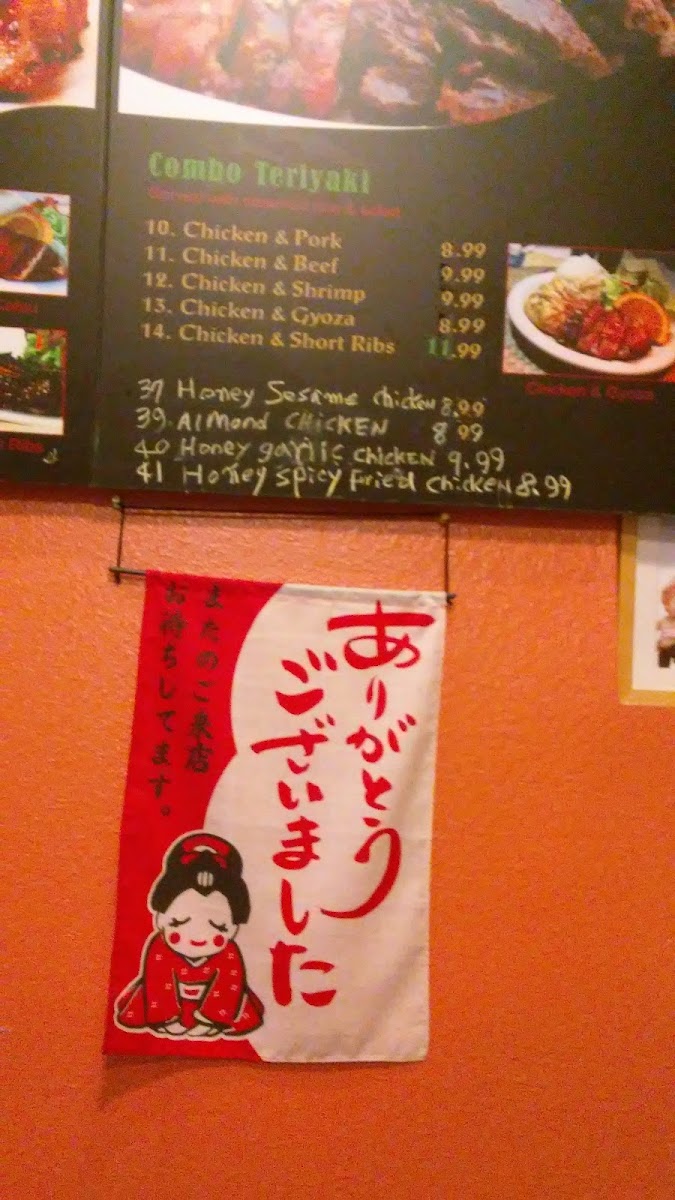 Combo Teriyaki
10. Chicken & Pork 8.99
11. Chicken & Beef 9.99
12. Chicken & Shrimp 9.99
13. Chicken & Gyoza 8.99
14. Chicken & Short Ribs 11.99
Chicken & Gyoza
37 Honey Sesame chicken 8.99
39. Almond CHICKEN 8 99
40 Honey garlic CHICKEN 9.99
41 Honey Spicy Fried CHICKEN 8.99
ありがとう
ございました
またのご来店
お待ちしてます。